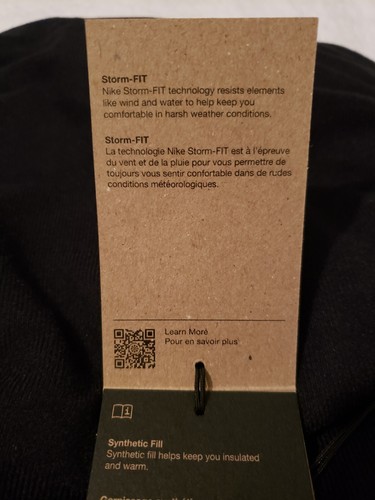 Storm-FIT
Nike Storm-FIT technology resists elements
like wind and water to help keep you
comfortable in harsh weather conditions.
Storm-FIT
La technologie Nike Storm-FIT est à l'épreuve
du vent et de la pluie pour vous permettre de
toujours vous sentir confortable dans de rudes
conditions météorologiques.
Learn More
Pour en savoir plus
1
Synthetic Fill
Synthetic fill helps keep you insulated
and warm.